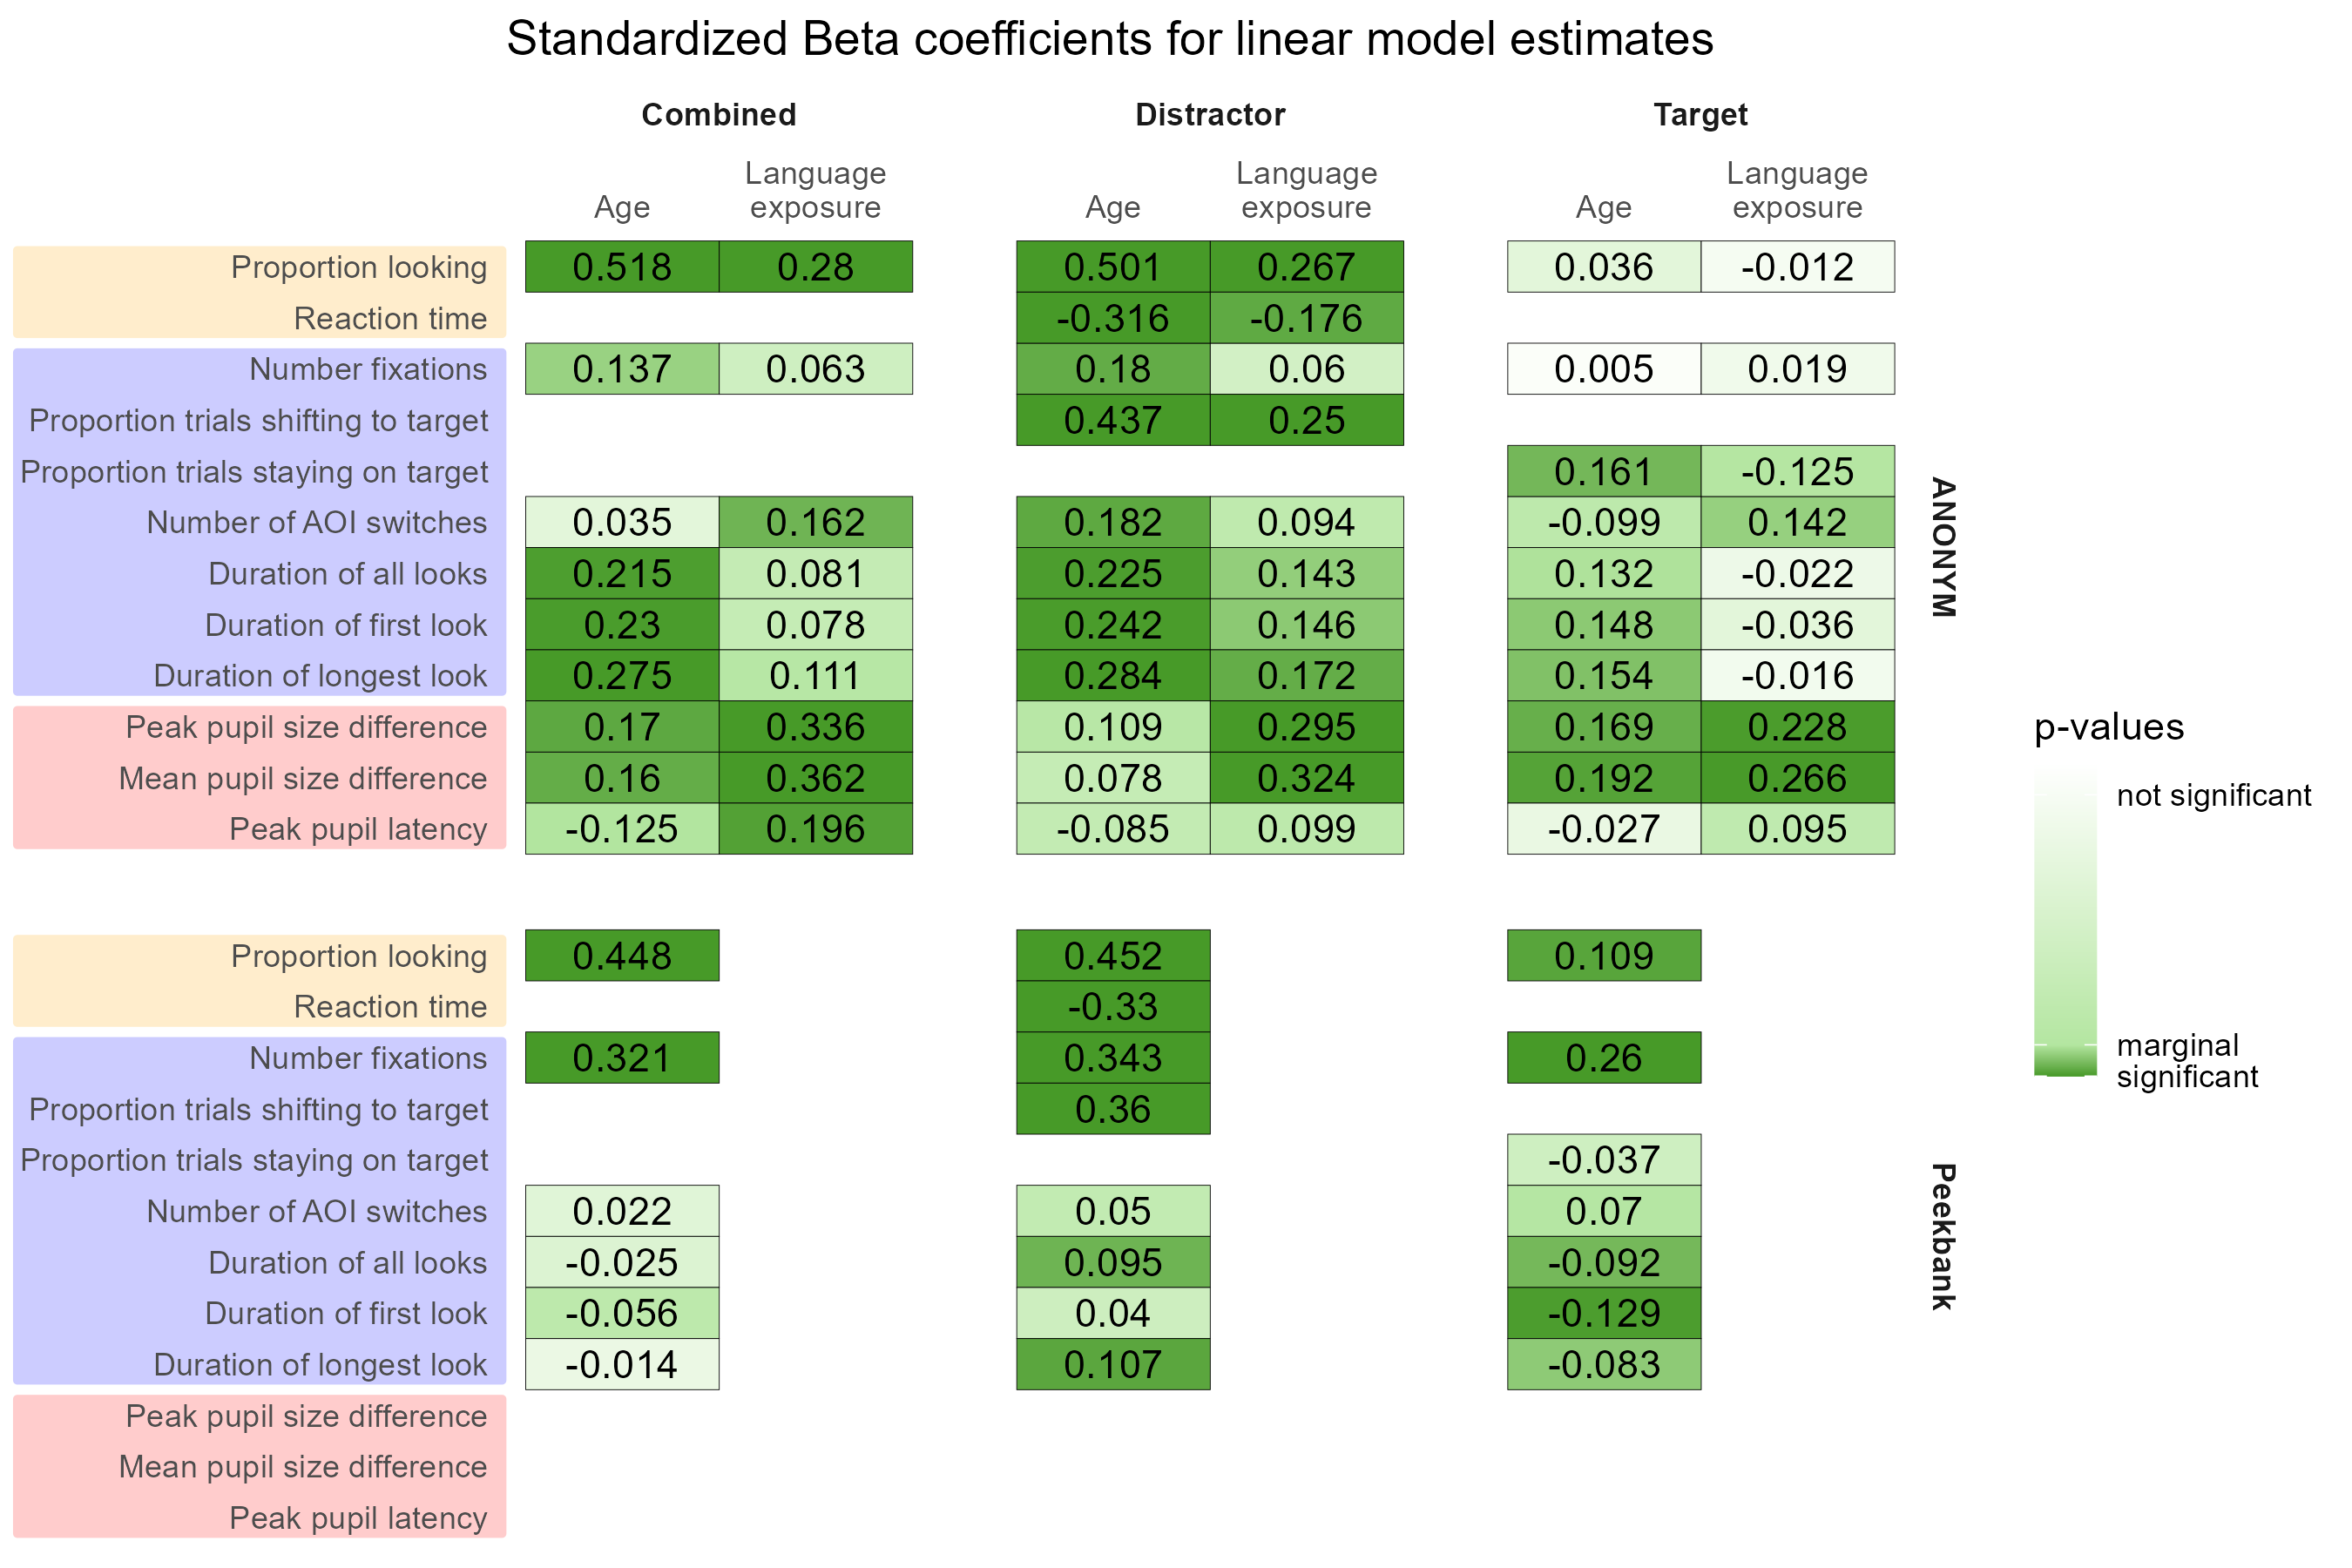 Standardized Beta coefficients for linear model estimates
Combined Distractor Target
Age Language exposure Age Language exposure Age Language exposure
Proportion looking 0.518 0.28 0.501 0.267 0.036 -0.012
Reaction time -0.316 -0.176
Number fixations 0.137 0.063 0.18 0.06 0.005 0.019
Proportion trials shifting to target 0.437 0.25
Proportion trials staying on target 0.161 -0.125
Number of AOI switches 0.035 0.162 0.182 0.094 -0.099 0.142
Duration of all looks 0.215 0.081 0.225 0.143 0.132 -0.022
Duration of first look 0.23 0.078 0.242 0.146 0.148 -0.036
Duration of longest look 0.275 0.111 0.284 0.172 0.154 -0.016
Peak pupil size difference 0.17 0.336 0.109 0.295 0.169 0.228
Mean pupil size difference 0.16 0.362 0.078 0.324 0.192 0.266
Peak pupil latency -0.125 0.196 -0.085 0.099 -0.027 0.095
ANONYM
Proportion looking 0.448 0.452 0.109
Reaction time -0.33
Number fixations 0.321 0.343 0.26
Proportion trials shifting to target 0.36
Proportion trials staying on target -0.037
Number of AOI switches 0.022 0.05 0.07
Duration of all looks -0.025 0.095 -0.092
Duration of first look -0.056 0.04 -0.129
Duration of longest look -0.014 0.107 -0.083
Peak pupil size difference
Mean pupil size difference
Peak pupil latency
Peekbank
p-values
not significant
marginal
significant